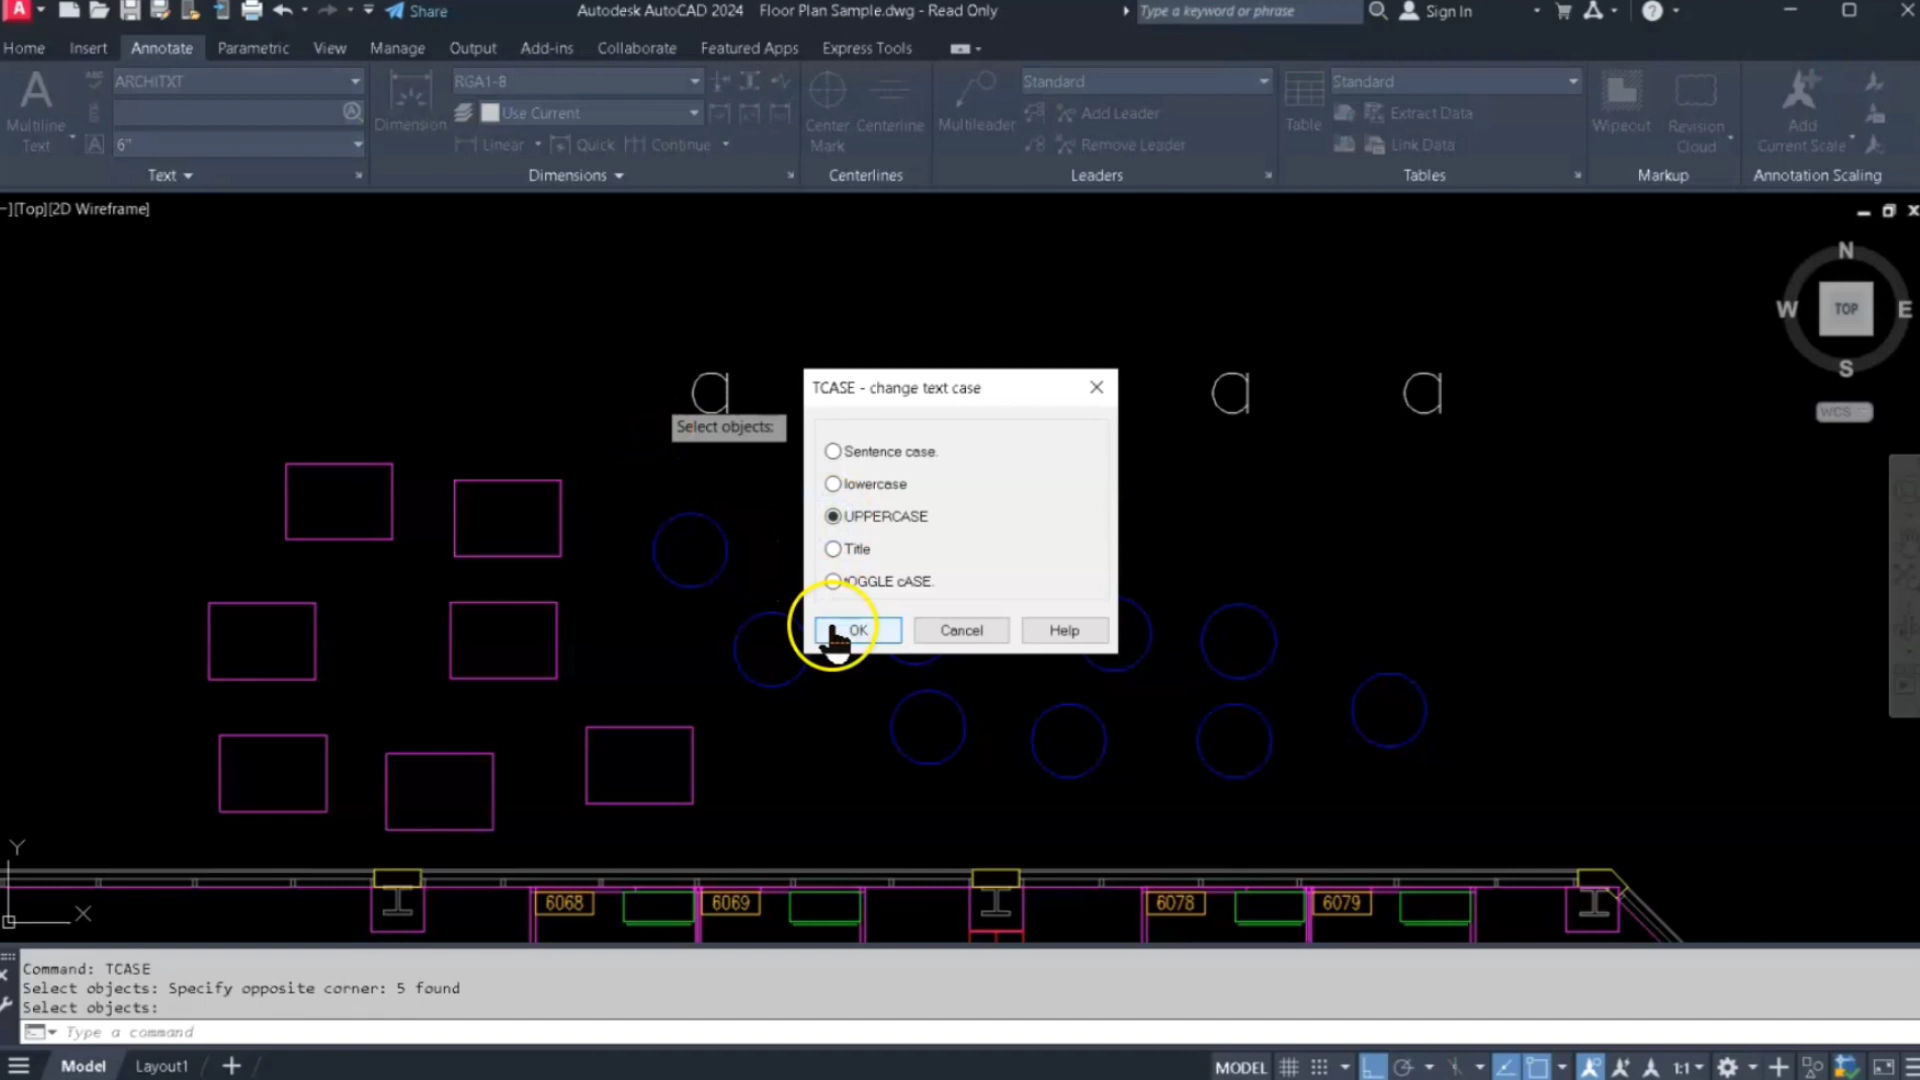 A Share Autodesk AutoCAD 2024 Floor Plan Sample.dwg - Read Only Type a keyword or phrase Sign In ?
Home Insert Annotate Parametric View Manage Output Add-ins Collaborate Featured Apps Express Tools
A Multiline Text ABC ARCHITXT Dimension RGA1-8 Center Mark Centerline Multileader Standard Table Standard Wipeout Revision Cloud Add Current Scale
Use Current Add Leader Extract Data
A 6" Linear Quick Continue Remove Leader Link Data
Text Dimensions Centerlines Leaders Tables Markup Annotation Scaling
-][Top][2D Wireframe]
N
W TOP E
S
WCS
a a a
Select objects:
TCASE - change text case
Sentence case.
lowercase
UPPERCASE
Title
tOGGLE cASE.
OK Cancel Help
Y
X
6068 6069 6078 6079
Command: TCASE
Select objects: Specify opposite corner: 5 found
Select objects:
Type a command
Model Layout1 + MODEL 1:1